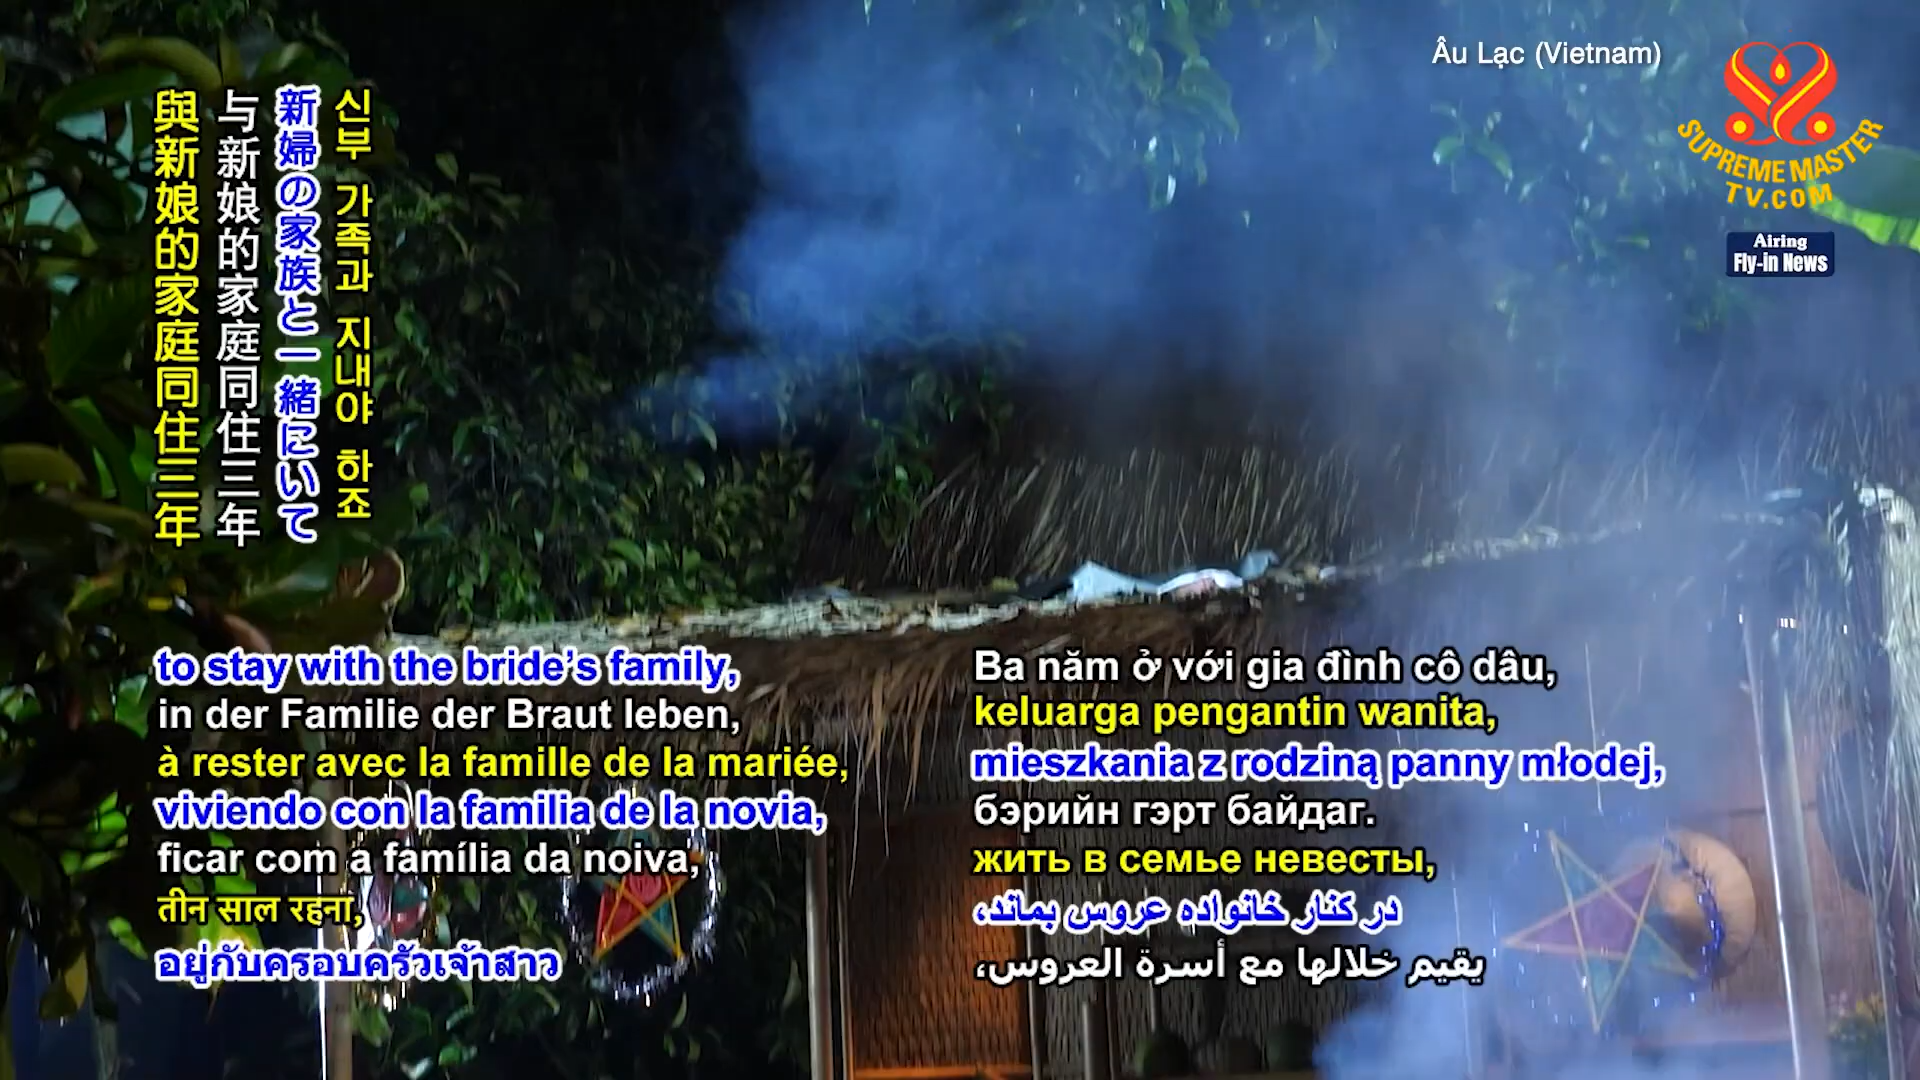 Âu Lạc (Vietnam)
SUPREME MASTER
TV.COM
Airing
Fly-in News
신부 가족과 지내야 하죠
新婦の家族と一緒にいて
与新娘的家庭同住三年
與新娘的家庭同住三年
to stay with the bride’s family,
in der Familie der Braut leben,
à rester avec la famille de la mariée,
viviendo con la familia de la novia,
ficar com a família da noiva,
तीन साल रहना,
อยู่กับครอบครัวเจ้าสาว
Ba năm ở với gia đình cô dâu,
keluarga pengantin wanita,
mieszkania z rodziną panny młodej,
бэрийн гэрт байдаг.
жить в семье невесты,
در کنار خانواده عروس بماند،
يقيم خلالها مع أسرة العروس،